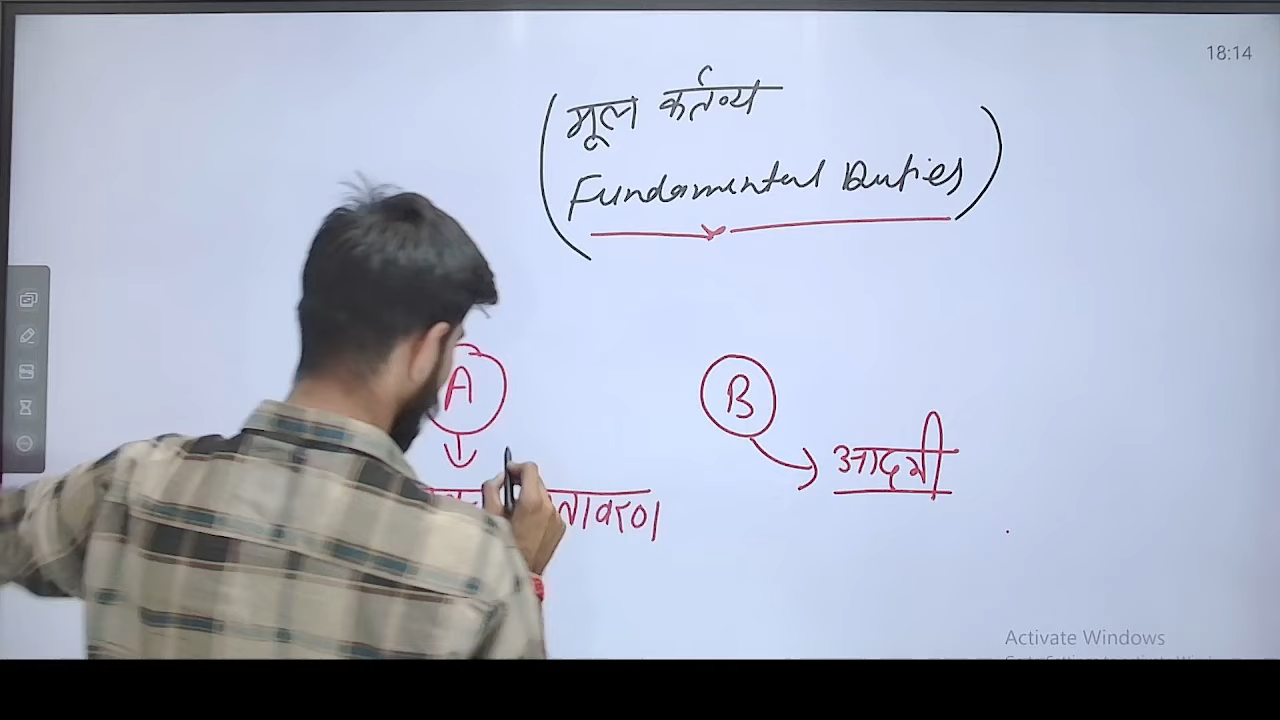 18:14
मूल कर्तव्य
Fundamental Duties
A
B
आदमी
Activate Windows